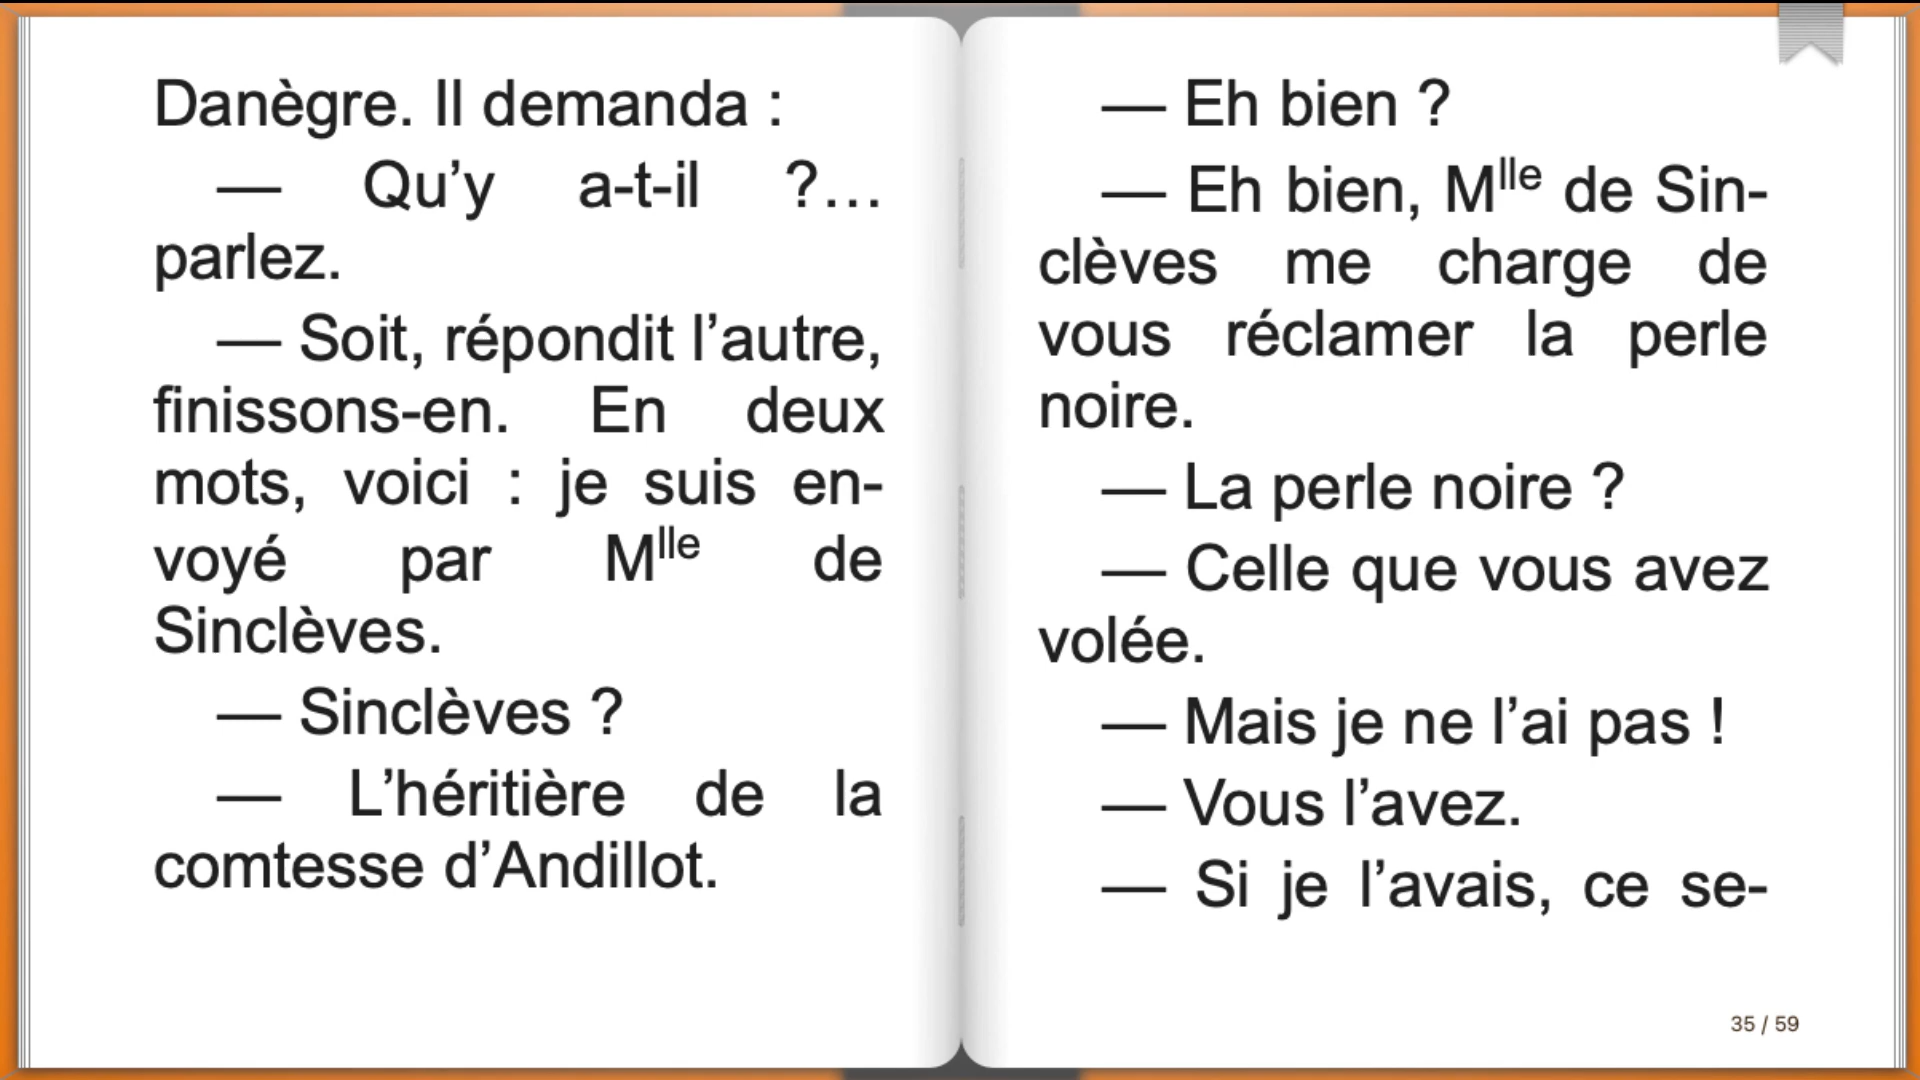 Danègre. Il demanda :
— Qu’y a-t-il ?…
parlez.
— Soit, répondit l’autre,
finissons-en. En deux
mots, voici : je suis en-
voyé par Mlle de
Sinclèves.
— Sinclèves ?
— L’héritière de la
comtesse d’Andillot.
— Eh bien ?
— Eh bien, Mlle de Sin-
clèves me charge de
vous réclamer la perle
noire.
— La perle noire ?
— Celle que vous avez
volée.
— Mais je ne l’ai pas !
— Vous l’avez.
— Si je l’avais, ce se-
35 / 59